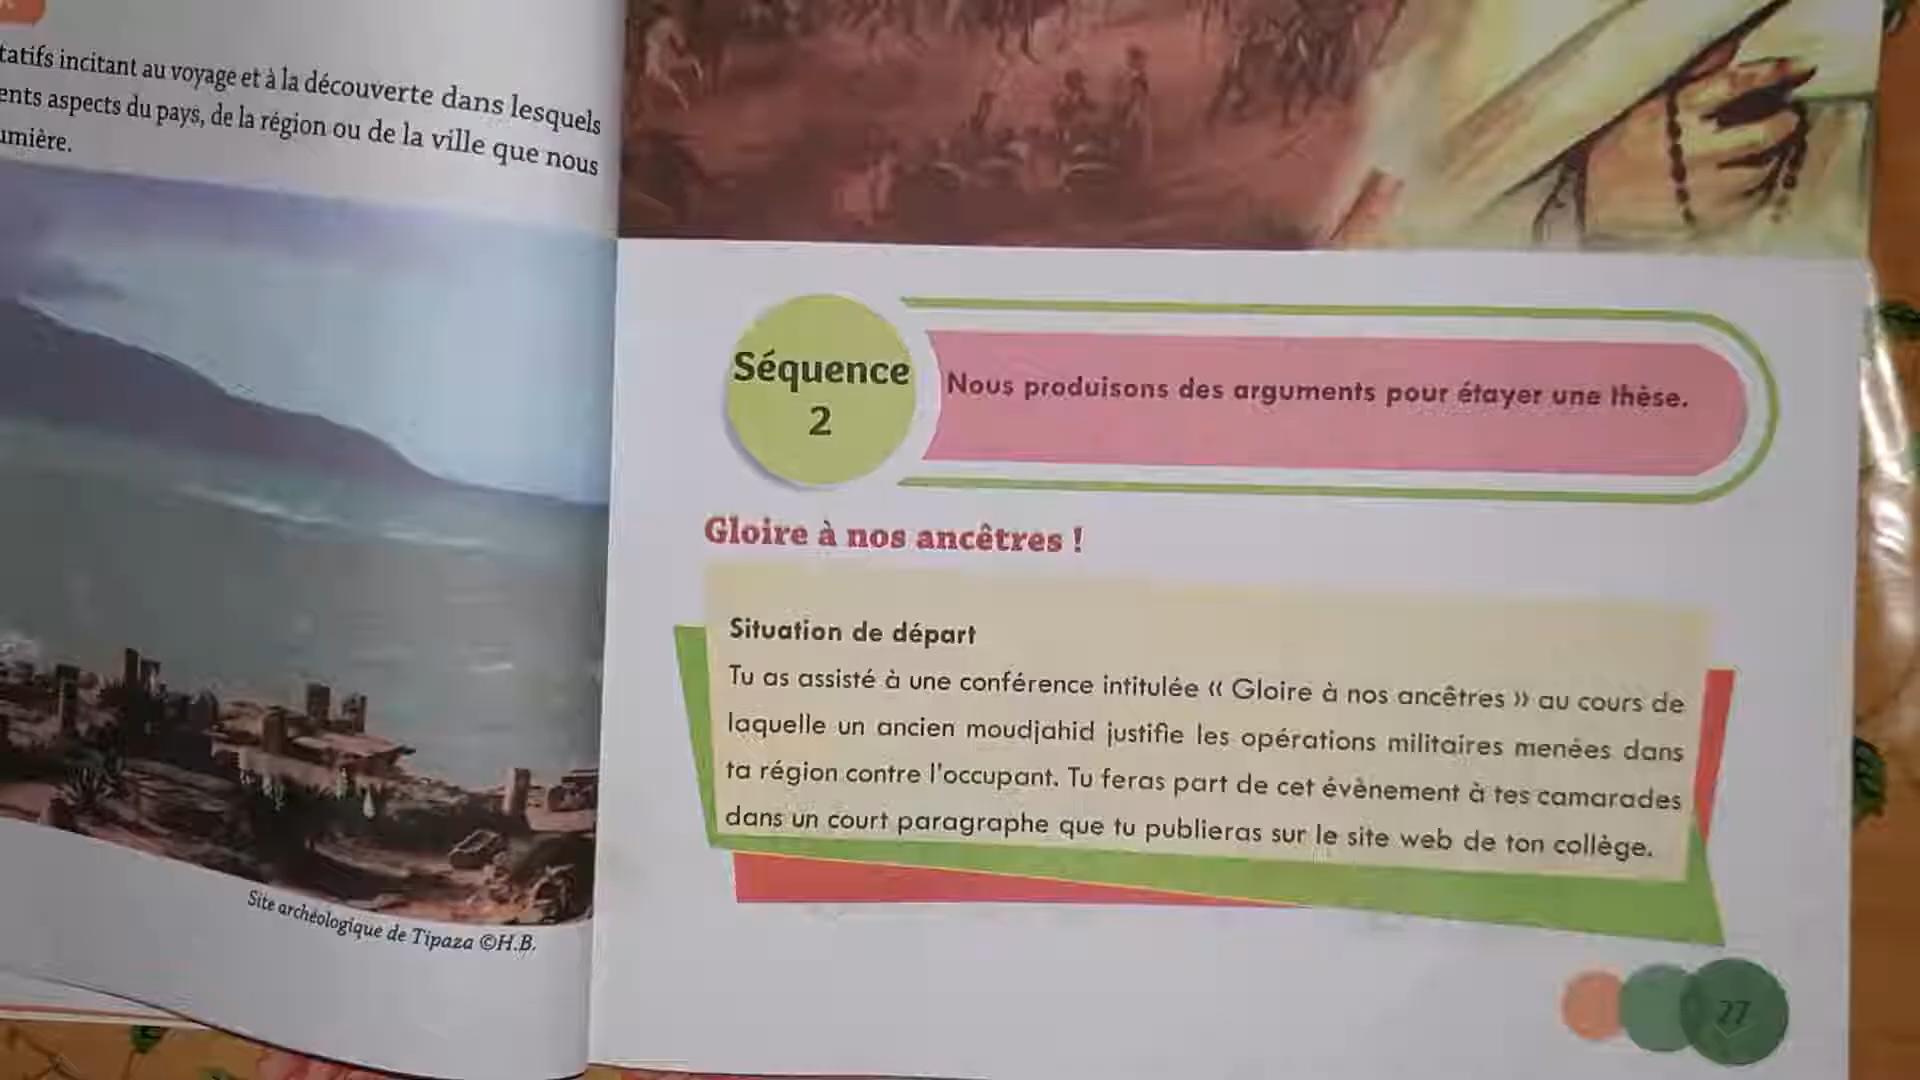 tatifs incitant au voyage et à la découverte dans lesquels
ents aspects du pays, de la région ou de la ville que nous
umière.
Site archéologique de Tipaza ©H.B.
Séquence
2
Nous produisons des arguments pour étayer une thèse.
Gloire à nos ancêtres !
Situation de départ
Tu as assisté à une conférence intitulée « Gloire à nos ancêtres » au cours de
laquelle un ancien moudjahid justifie les opérations militaires menées dans
ta région contre l'occupant. Tu feras part de cet évènement à tes camarades
dans un court paragraphe que tu publieras sur le site web de ton collège.
27